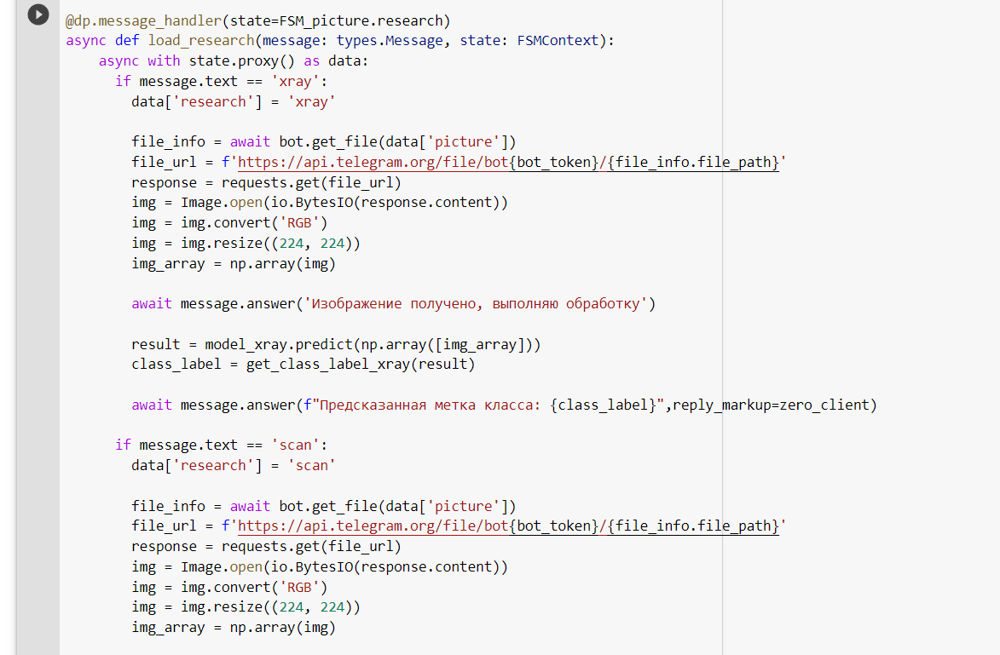 @dp.message_handler(state=FSM_picture.research)
async def load_research(message: types.Message, state: FSMContext):
    async with state.proxy() as data:
      if message.text == 'xray':
        data['research'] = 'xray'

        file_info = await bot.get_file(data['picture'])
        file_url = f'https://api.telegram.org/file/bot{bot_token}/{file_info.file_path}'
        response = requests.get(file_url)
        img = Image.open(io.BytesIO(response.content))
        img = img.convert('RGB')
        img = img.resize((224, 224))
        img_array = np.array(img)

        await message.answer('Изображение получено, выполняю обработку')

        result = model_xray.predict(np.array([img_array]))
        class_label = get_class_label_xray(result)

        await message.answer(f"Предсказанная метка класса: {class_label}",reply_markup=zero_client)

      if message.text == 'scan':
        data['research'] = 'scan'

        file_info = await bot.get_file(data['picture'])
        file_url = f'https://api.telegram.org/file/bot{bot_token}/{file_info.file_path}'
        response = requests.get(file_url)
        img = Image.open(io.BytesIO(response.content))
        img = img.convert('RGB')
        img = img.resize((224, 224))
        img_array = np.array(img)